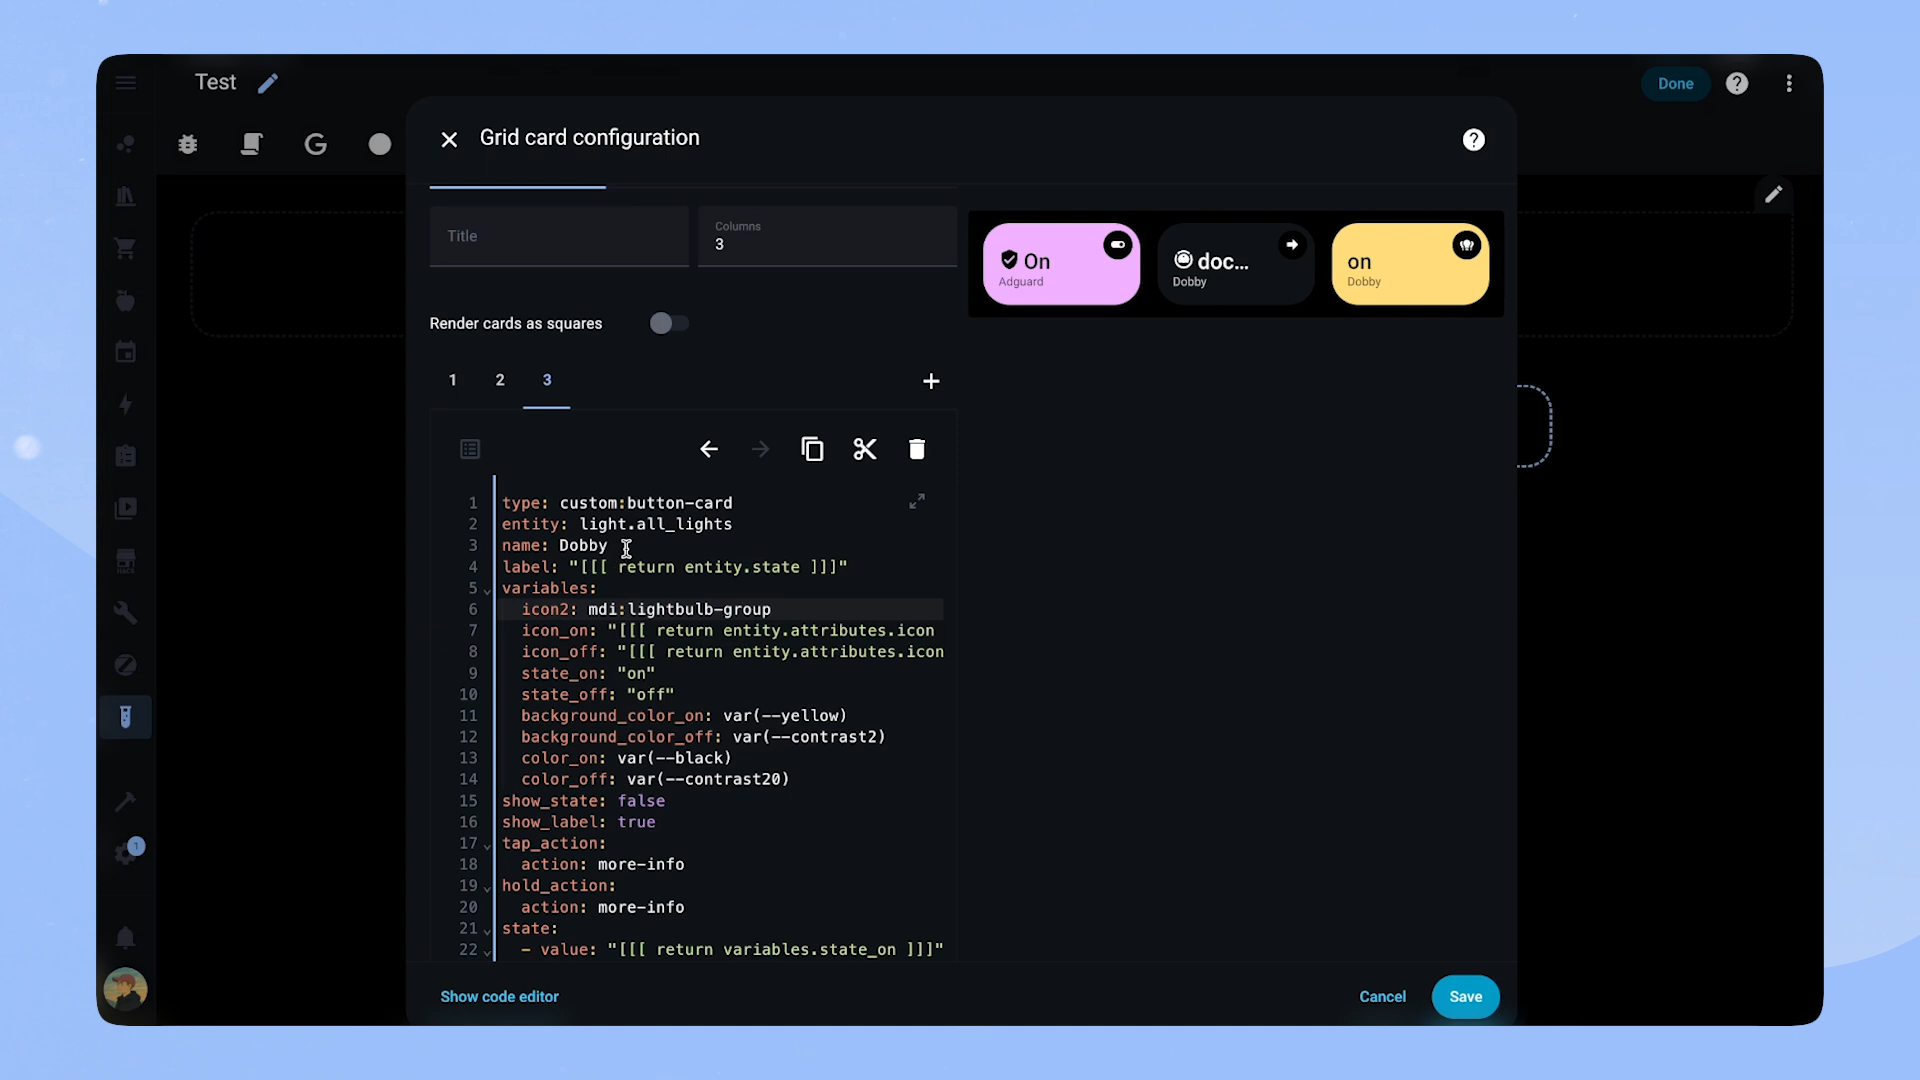 Test
Done
Grid card configuration
Title
Columns
3
On
Adguard
doc...
Dobby
on
Dobby
Render cards as squares
1
2
3
1 type: custom:button-card
2 entity: light.all_lights
3 name: Dobby
4 label: "[[[ return entity.state ]]]"
5 variables:
6 icon2: mdi:lightbulb-group
7 icon_on: "[[[ return entity.attributes.icon
8 icon_off: "[[[ return entity.attributes.icon
9 state_on: "on"
10 state_off: "off"
11 background_color_on: var(--yellow)
12 background_color_off: var(--contrast2)
13 color_on: var(--black)
14 color_off: var(--contrast20)
15 show_state: false
16 show_label: true
17 tap_action:
18 action: more-info
19 hold_action:
20 action: more-info
21 state:
22 - value: "[[[ return variables.state_on ]]]"
1
HACS
Show code editor
Cancel
Save